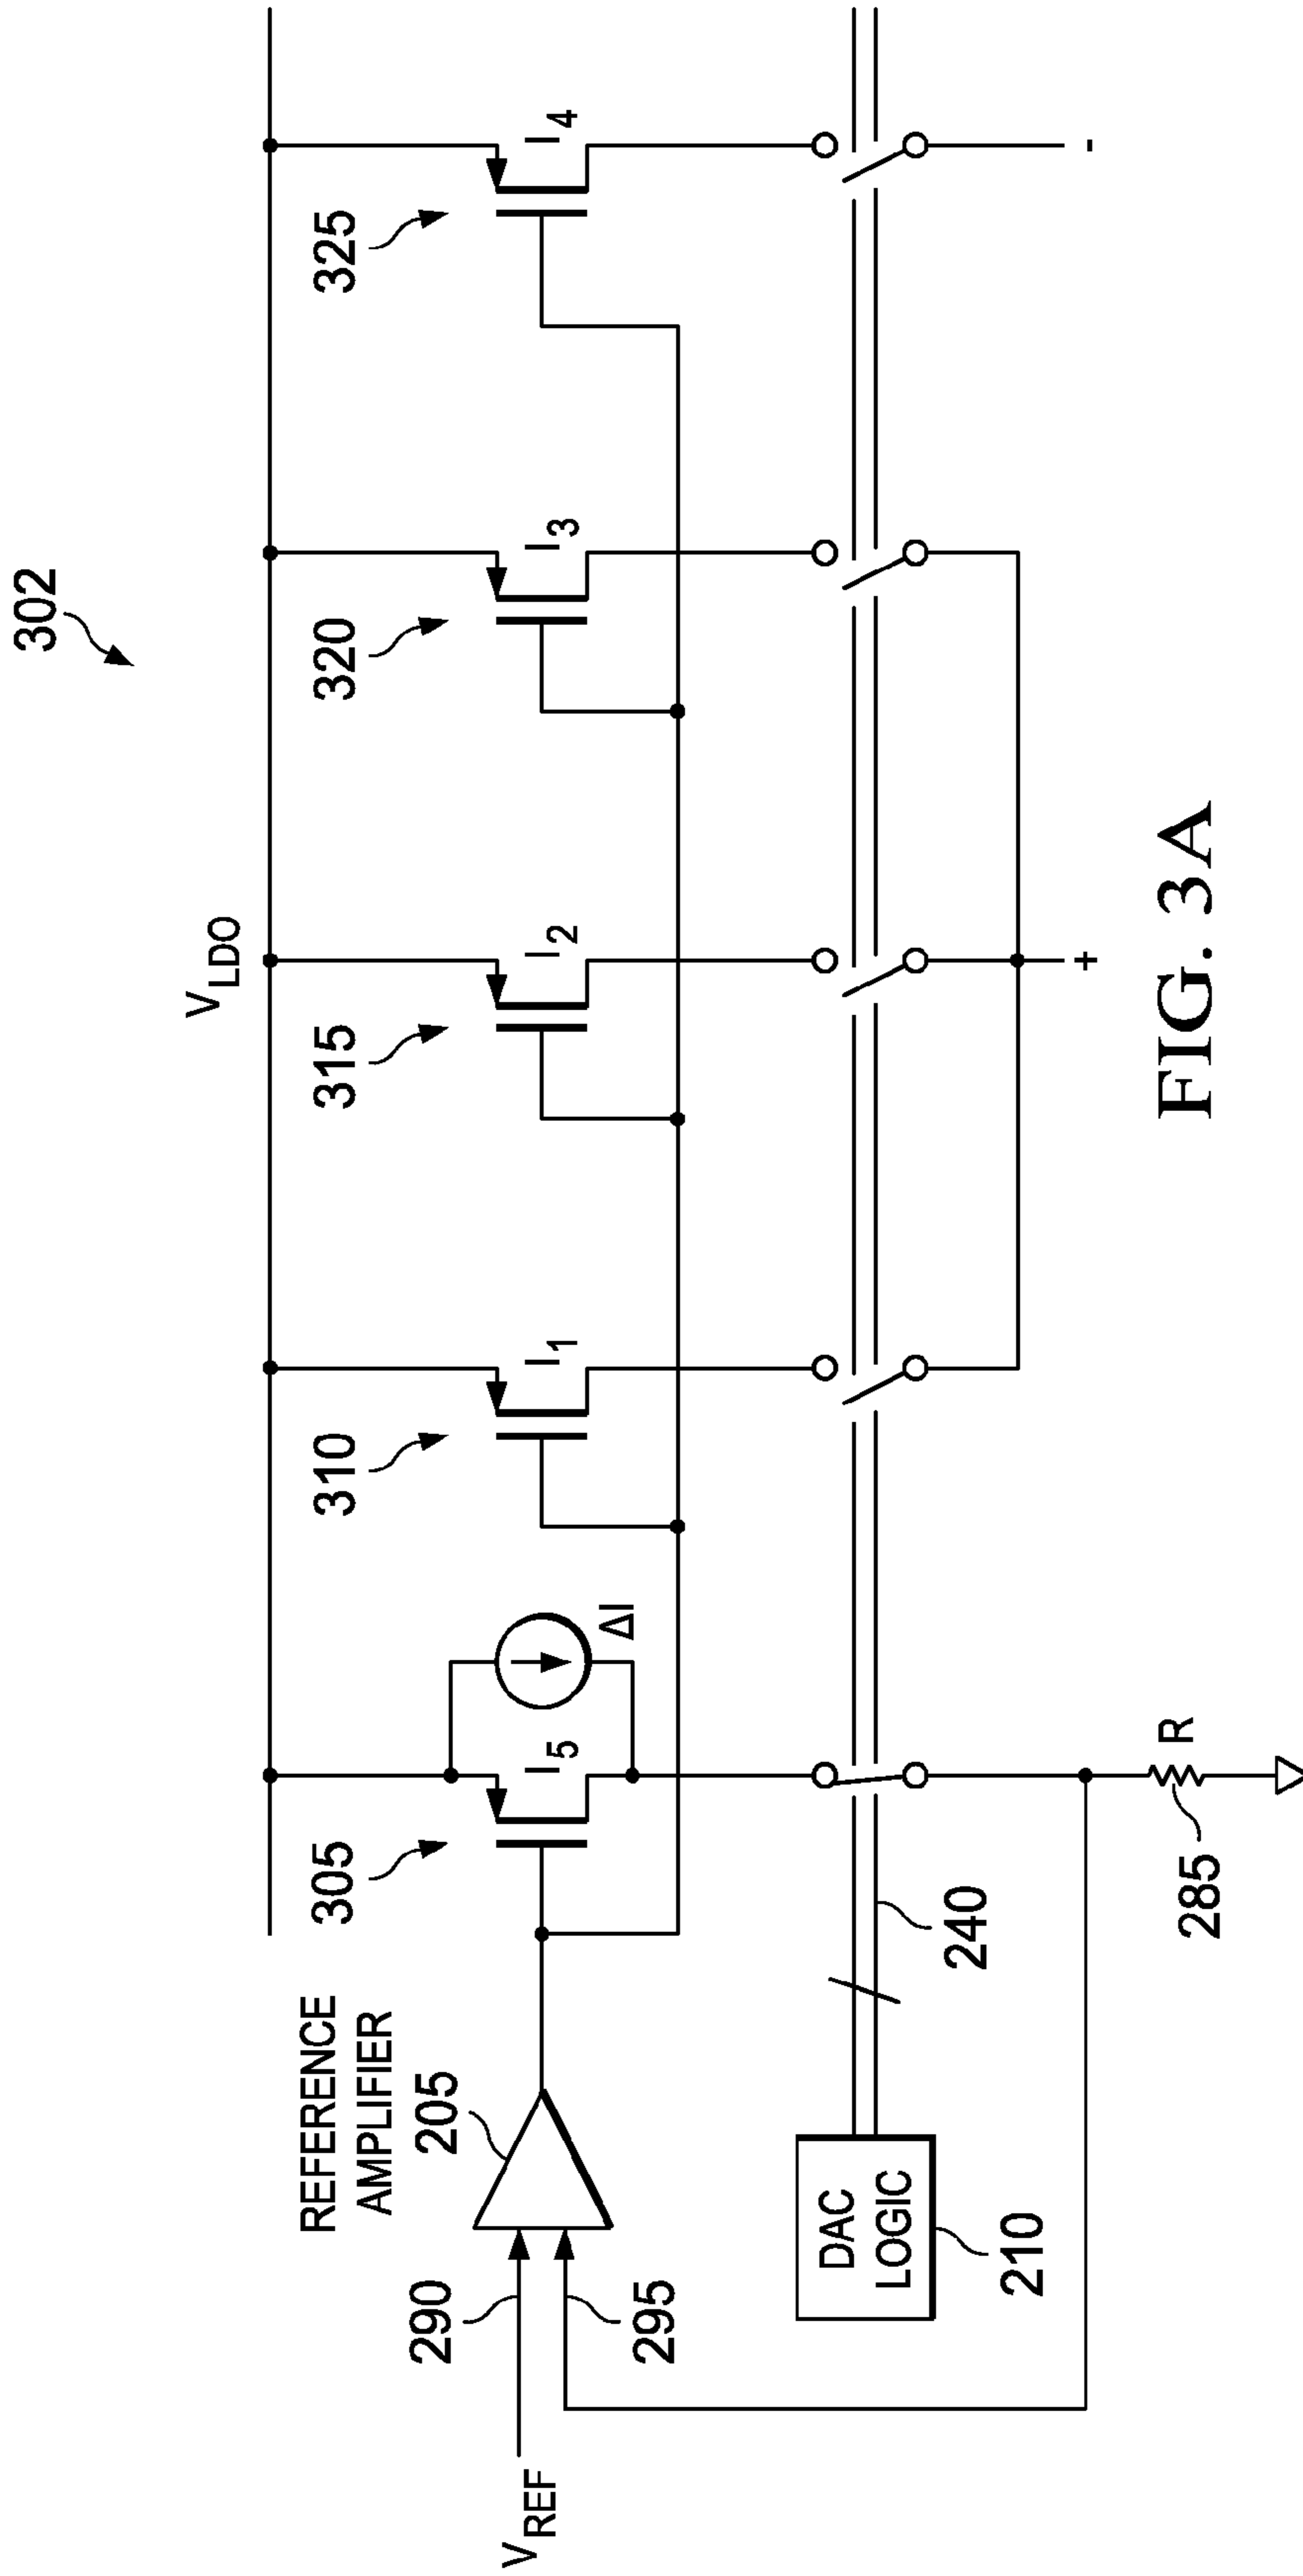 302
V_LDO
305
310
315
320
325
REFERENCE
AMPLIFIER
205
290
295
V_REF
I_5
ΔI
I_1
I_2
I_3
I_4
DAC
LOGIC
210
240
285
R
+
-
FIG. 3A